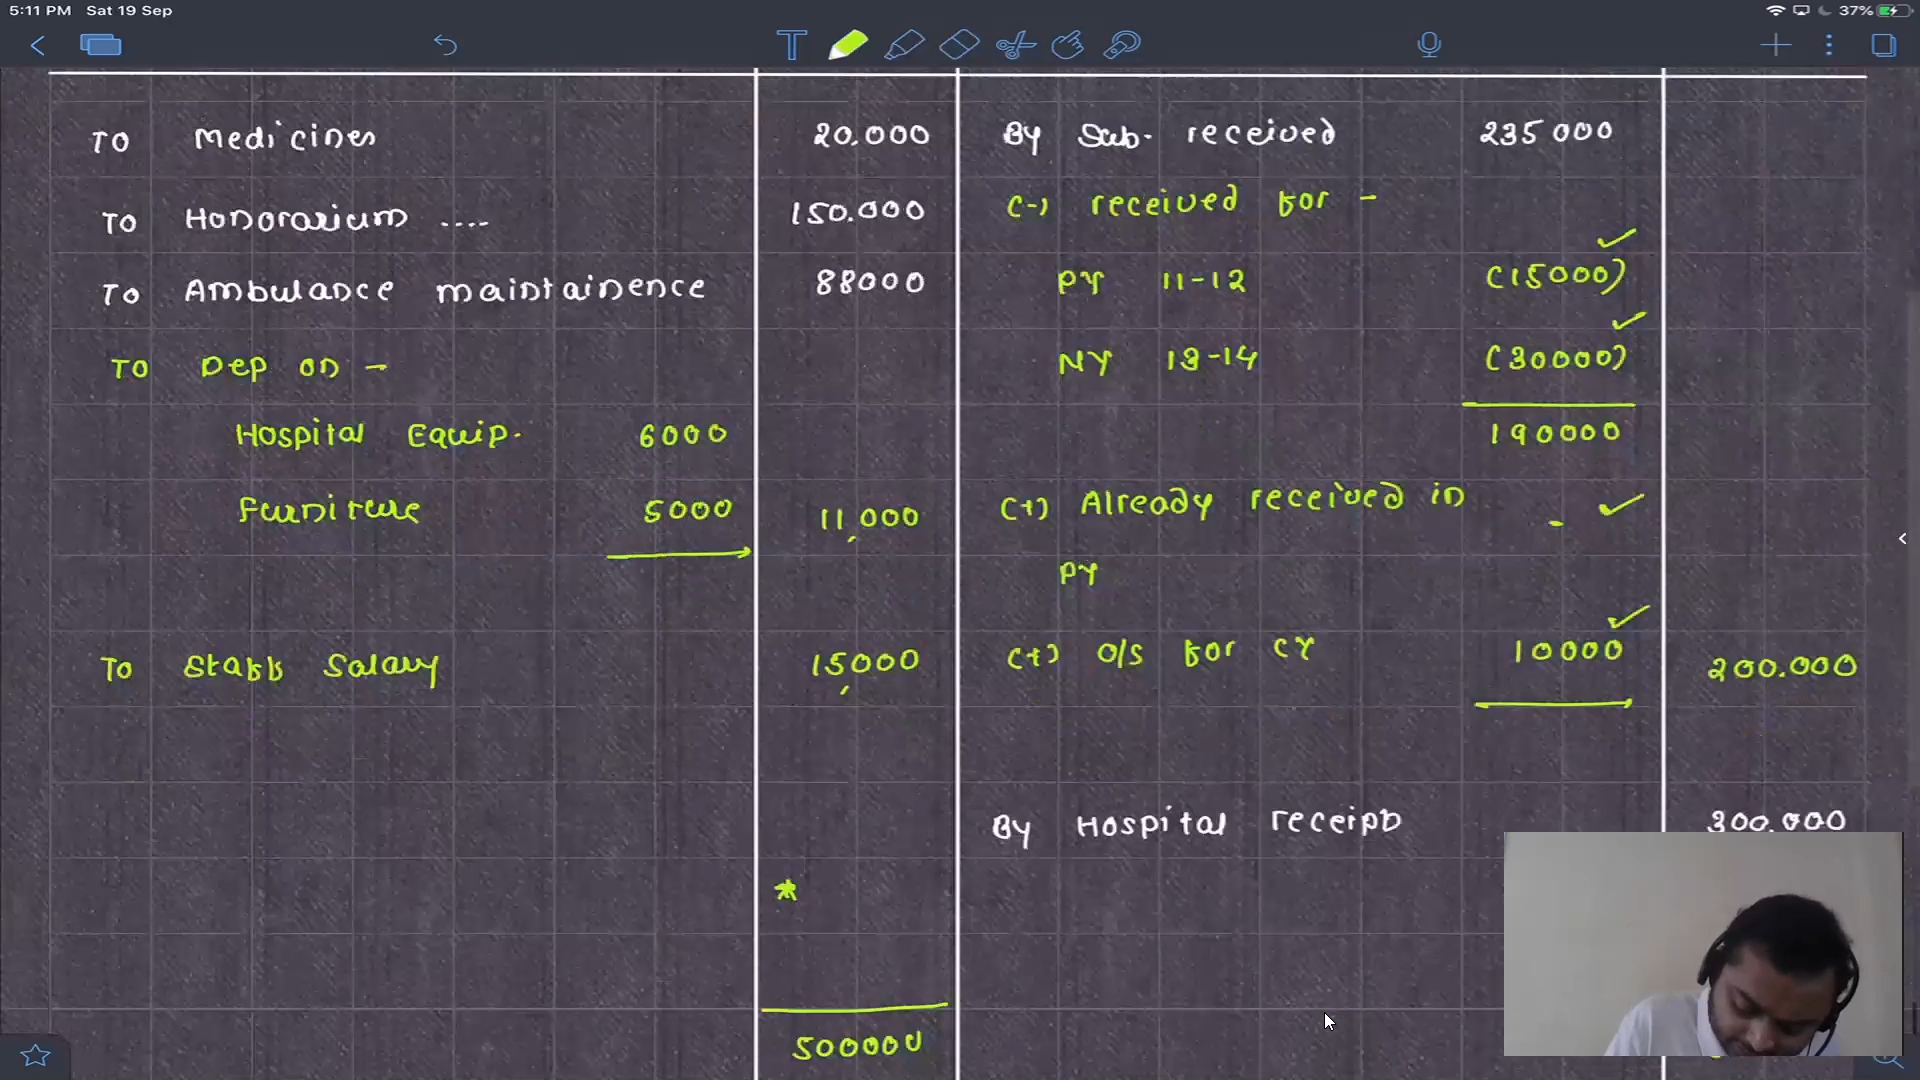 5:11 PM Sat 19 Sep
37%
To Medicines 20.000
To Honorarium .... 150.000
To Ambulance maintainence 88000
To Dep on -
Hospital Equip. 6000
Furniture 5000 11,000
To Staff Salary 15000
*
500000
By Sub. received 235000
(-) received for -
PY 11-12 (15000)
NY 13-14 (30000)
190000
(+) Already received in -
PY
(+) O/S for CY 10000 200.000
By Hospital receipts 300.000